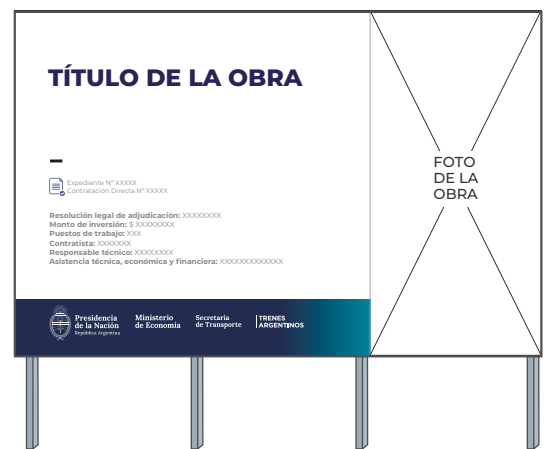 TÍTULO DE LA OBRA
Expediente N° XXXXX
Contratación Directa N° XXXXX
Resolución legal de adjudicación: XXXXXXXX
Monto de inversión: $ XXXXXXXX
Puestos de trabajo: XXX
Contratista: XXXXXXX
Responsable técnico: XXXXXXXX
Asistencia técnica, económica y financiera: XXXXXXXXXXXXX
FOTO
DE LA
OBRA
Presidencia
de la Nación
República Argentina
Ministerio
de Economía
Secretaría
de Transporte
TRENES
ARGENTINOS